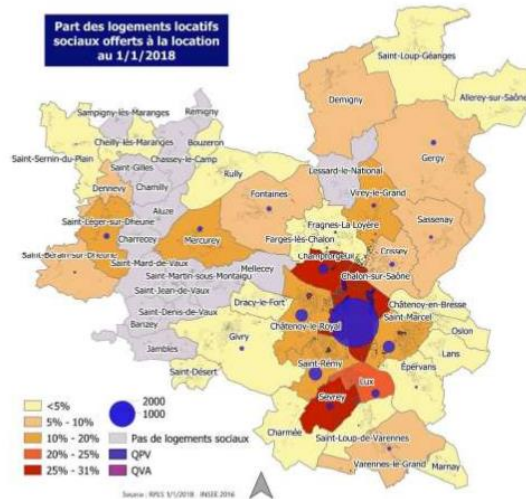 Part des logements locatifs
sociaux offerts à la location
au 1/1/2018
Saint-Loup-Géanges
Allerey-sur-Saône
Demigny
Sampigny-lès-Maranges
Rémigny
Cheilly-lès-Maranges
Bouzeron
Saint-Sernin-du-Plain
Chassey-le-Camp
Saint-Gilles
Rully
Lessard-le-National
Gergy
Dennevy
Chamilly
Fontaines
Virey-le-Grand
Aluze
Saint-Léger-sur-Dheune
Sassenay
Charrecey
Mercurey
Fragnes-La Loyère
Farges-lès-Chalon
Crissey
Saint-Bérain-sur-Dheune
Saint-Mard-de-Vaux
Champforgeuil
Chalon-sur-Saône
Mellecey
Saint-Martin-sous-Montaigu
Saint-Jean-de-Vaux
Dracy-le-Fort
Châtenoy-en-Bresse
Saint-Denis-de-Vaux
Châtenoy-le-Royal
Saint-Marcel
Barizey
Oslon
Givry
Lans
Jambles
Saint-Rémy
Épervans
Saint-Désert
Lux
Sevrey
Charmée
Saint-Loup-de-Varennes
Varennes-le-Grand
Marnay
<5%
5% - 10%
10% - 20%
20% - 25%
25% - 31%
2000
1000
Pas de logements sociaux
QPV
QVA
Source : RPLS 1/1/2018 INSEE 2016